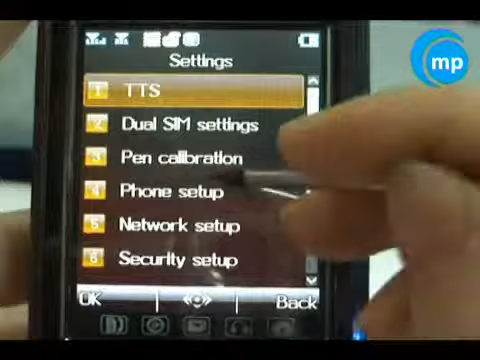 Settings
1 TTS
2 Dual SIM settings
3 Pen calibration
4 Phone setup
5 Network setup
6 Security setup
OK Back
mp